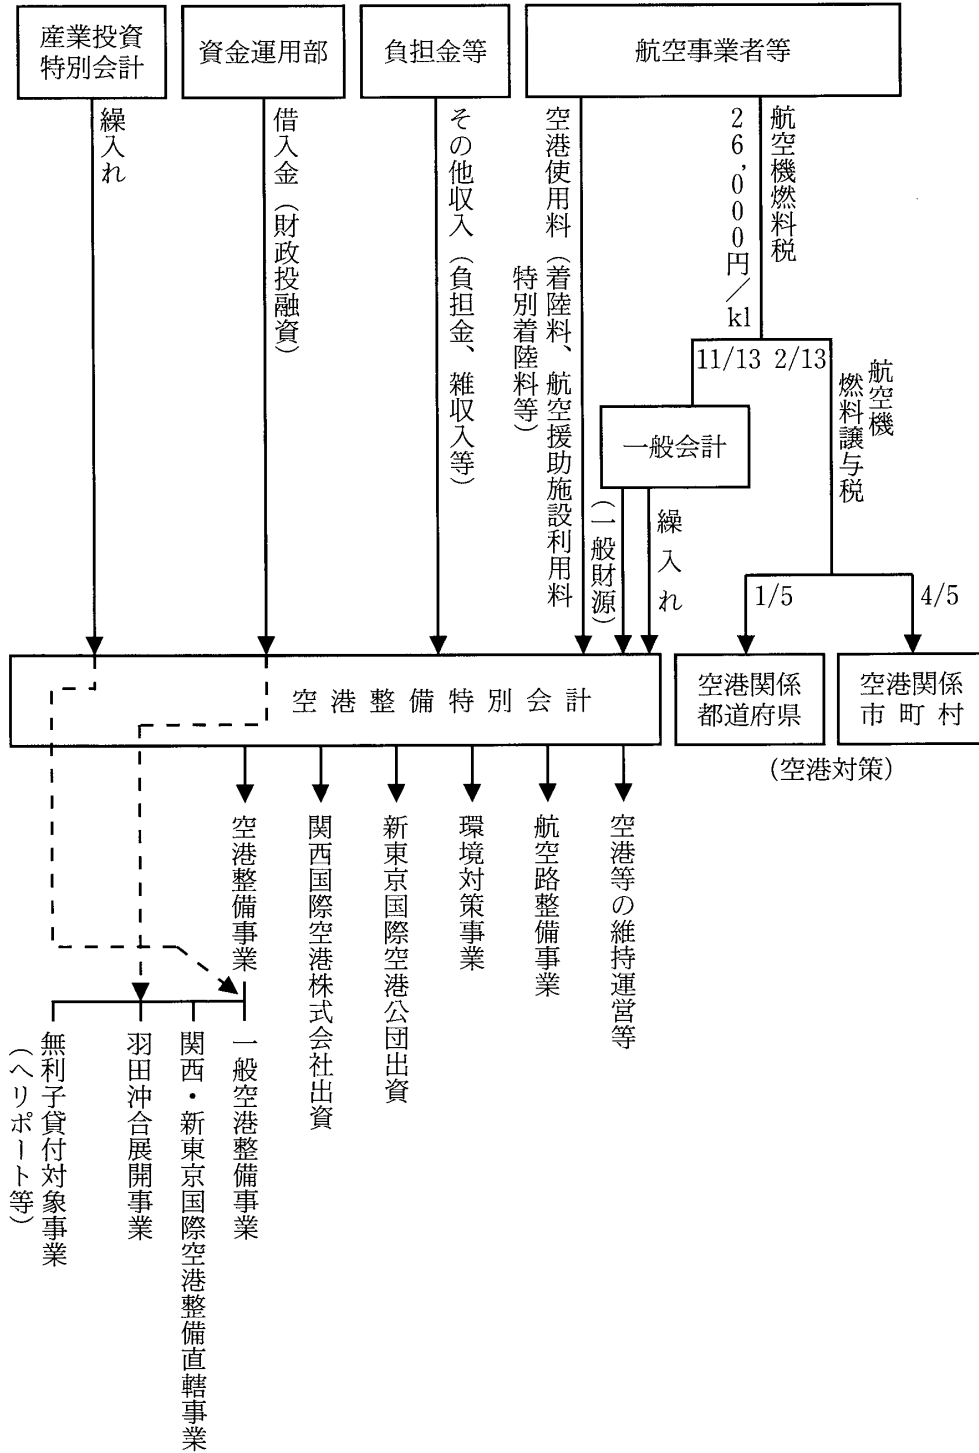 産業投資
特別会計
資金運用部
負担金等
航空事業者等
繰入れ
借入金（財政投融資）
その他収入（負担金、雑収入等）
空港使用料（着陸料、航空援助施設利用料
特別着陸料等）
航空機燃料税
26,000円／kl
11/13
2/13
航空機
燃料譲与税
一般会計
（一般財源）
繰入れ
1/5
4/5
空港整備特別会計
空港関係
都道府県
空港関係
市町村
（空港対策）
空港整備事業
関西国際空港株式会社出資
新東京国際空港公団出資
環境対策事業
航空路整備事業
空港等の維持運営等
無利子貸付対象事業
（ヘリポート等）
羽田沖合展開事業
関西・新東京国際空港整備直轄事業
一般空港整備事業